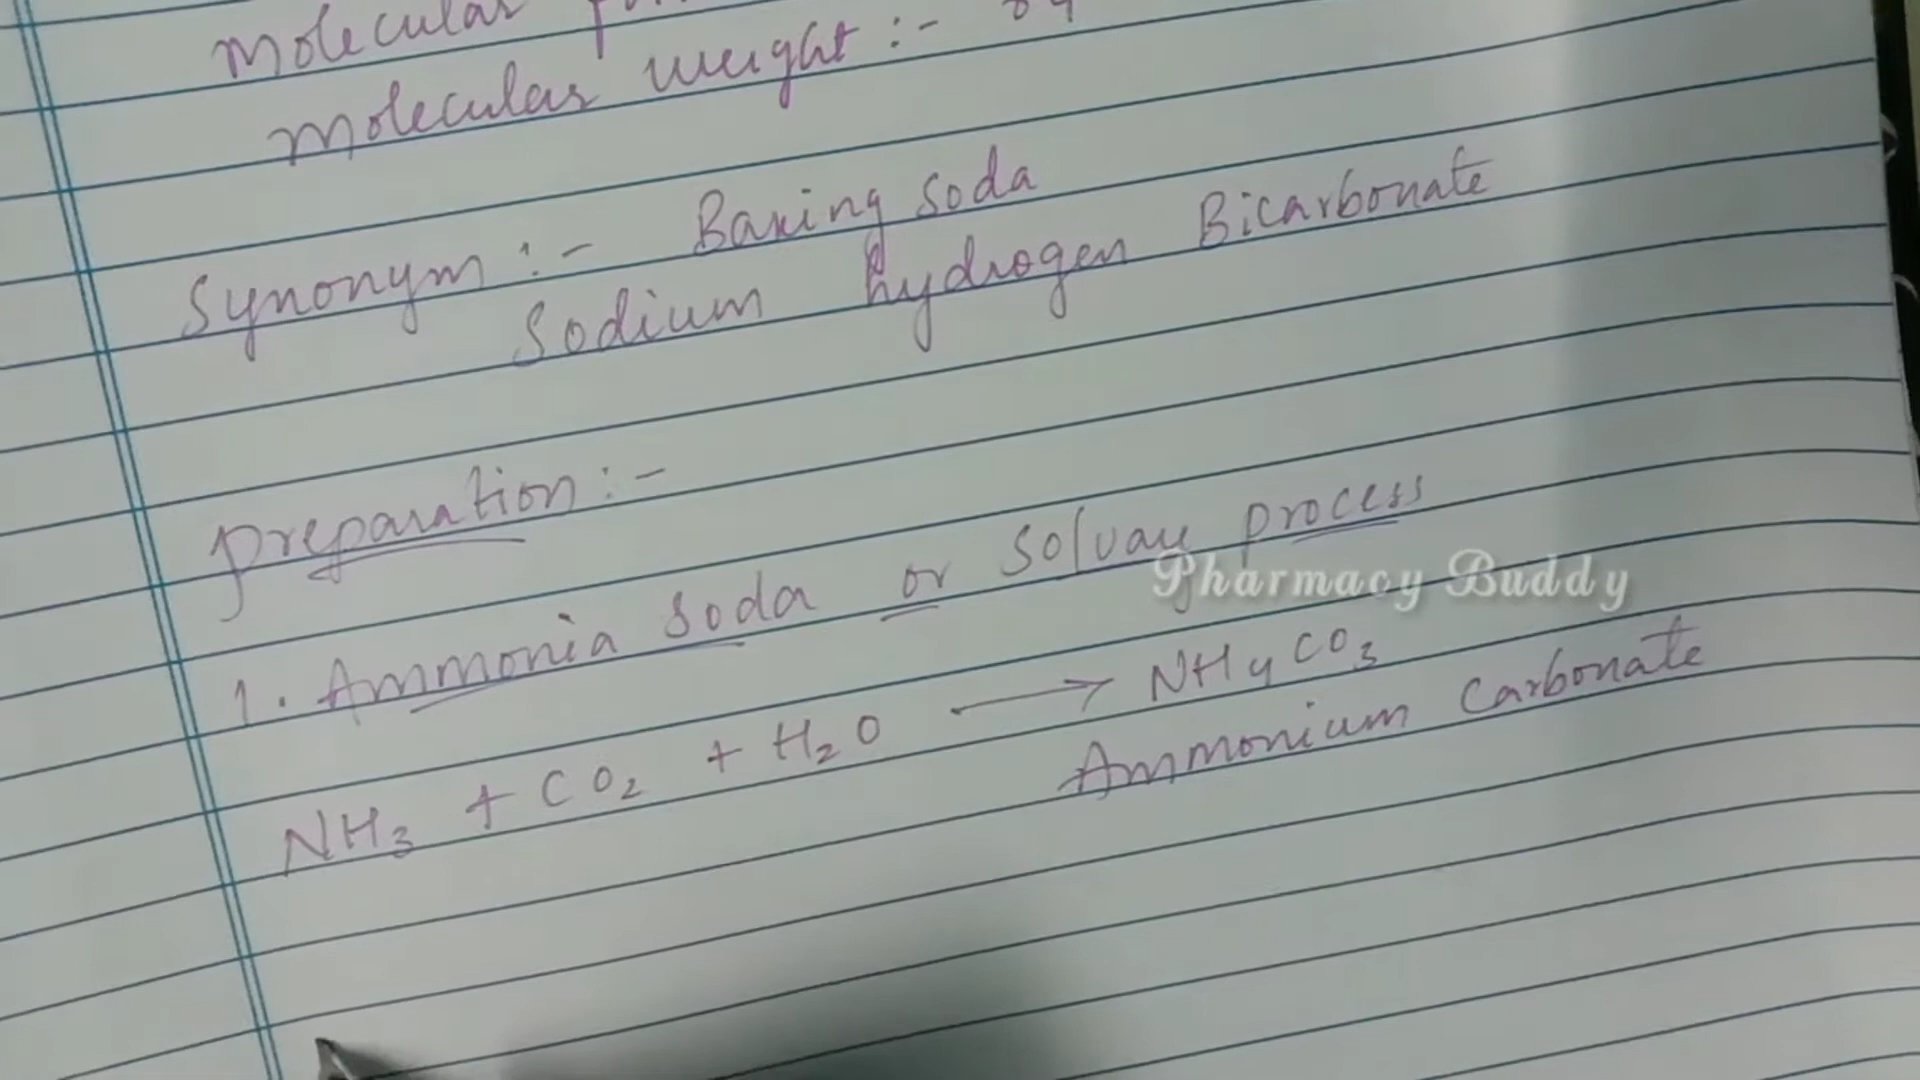 Molecular
Molecular weight :-
Synonym :- Baking soda
Sodium hydrogen Bicarbonate
Preparation :-
1. Ammonia soda or solvay process
Pharmacy Buddy
NH3 + CO2 + H2O → NH4CO3
Ammonium Carbonate